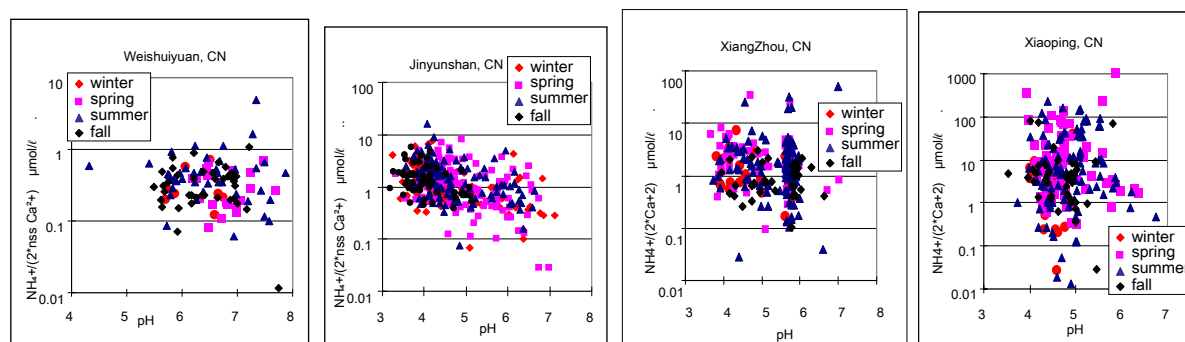 Weishuiyuan, CN
winter
spring
summer
fall
10
1
0.1
0.01
4 5 6 7 8
pH
NH₄+/(2*nss Ca²+) μmol/ℓ
Jinyunshan, CN
winter
spring
summer
fall
100
10
1
0.1
0.01
3 4 5 6 7 8
pH
NH₄+/(2*nss Ca²+) μmol/ℓ
XiangZhou, CN
winter
spring
summer
fall
100
10
1
0.1
0.01
3 4 5 6 7 8
pH
NH4+/(2*Ca+2) μmol/ℓ
Xiaoping, CN
1000
100
10
1
0.1
0.01
winter
spring
summer
fall
3 4 5 6 7
pH
NH4+/(2*Ca+2) μmol/ℓ